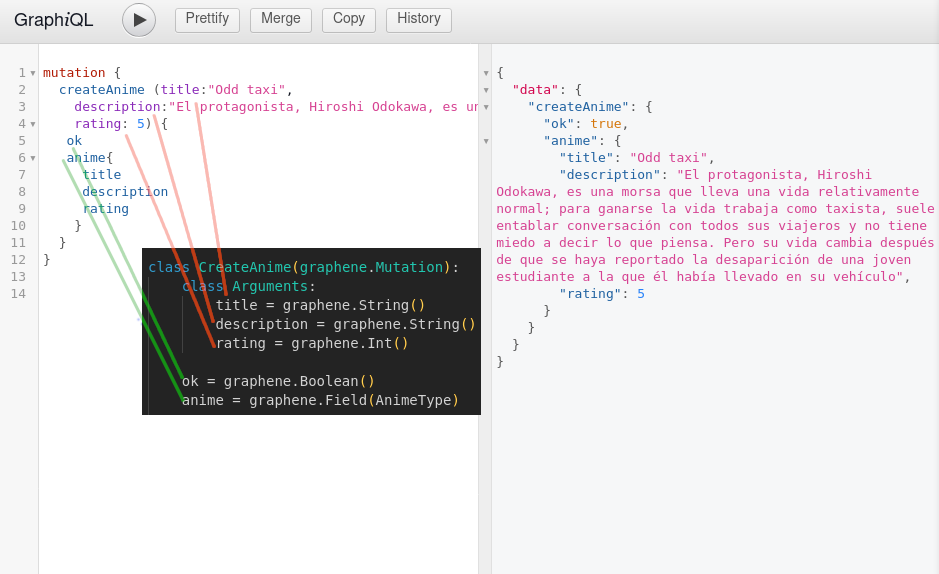 GraphiQL
Prettify
Merge
Copy
History
1 mutation {
2 createAnime (title:"Odd taxi",
3 description:"El protagonista, Hiroshi Odokawa, es un
4 rating: 5) {
5 ok
6 anime{
7 title
8 description
9 rating
10 }
11 }
12 }
13
14
class CreateAnime(graphene.Mutation):
class Arguments:
title = graphene.String()
description = graphene.String()
rating = graphene.Int()
ok = graphene.Boolean()
anime = graphene.Field(AnimeType)
{
"data": {
"createAnime": {
"ok": true,
"anime": {
"title": "Odd taxi",
"description": "El protagonista, Hiroshi
Odokawa, es una morsa que lleva una vida relativamente
normal; para ganarse la vida trabaja como taxista, suele
entablar conversación con todos sus viajeros y no tiene
miedo a decir lo que piensa. Pero su vida cambia después
de que se haya reportado la desaparición de una joven
estudiante a la que él había llevado en su vehículo",
"rating": 5
}
}
}
}